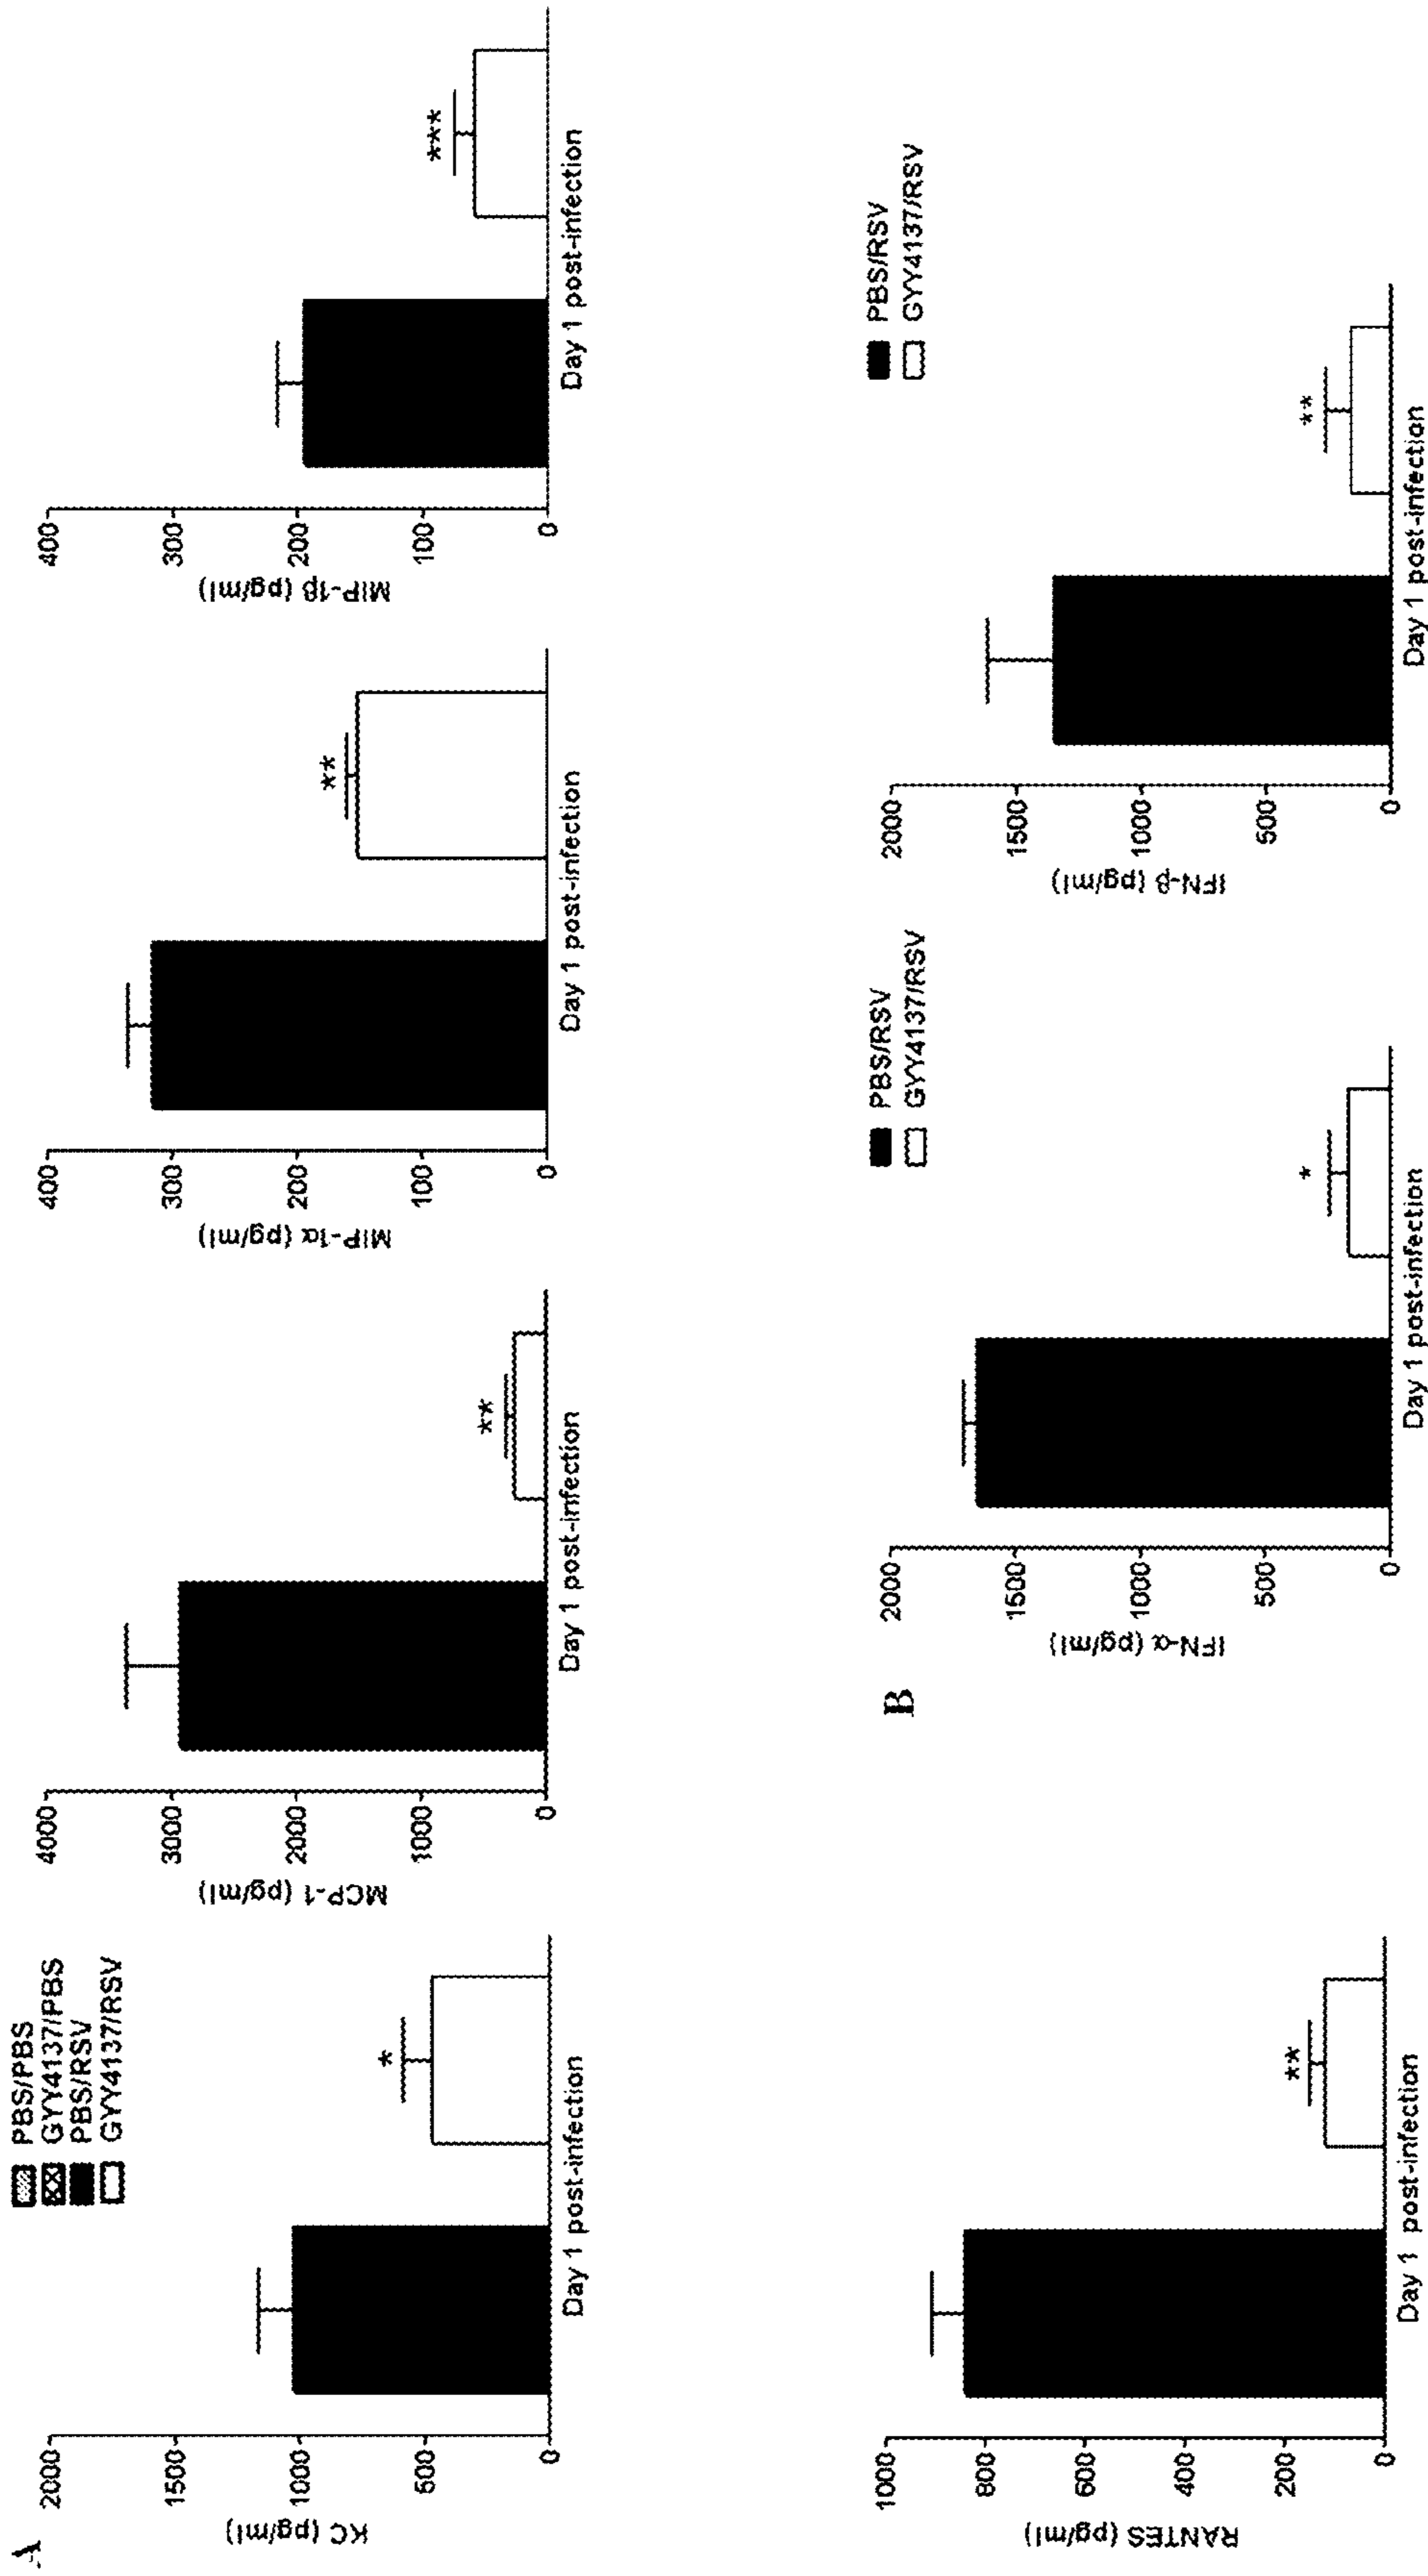 A
PBS/PBS
GYY4137/PBS
PBS/RSV
GYY4137/RSV
KC (pg/ml)
2000
1500
1000
500
0
*
Day 1 post-infection
MCP-1 (pg/ml)
4000
3000
2000
1000
0
**
Day 1 post-infection
MIP-1α (pg/ml)
400
300
200
100
0
**
Day 1 post-infection
MIP-1β (pg/ml)
400
300
200
100
0
***
Day 1 post-infection
RANTES (pg/ml)
1000
800
600
400
200
0
**
Day 1 post-infection
B
PBS/RSV
GYY4137/RSV
IFN-α (pg/ml)
2000
1500
1000
500
0
*
Day 1 post-infection
PBS/RSV
GYY4137/RSV
IFN-β (pg/ml)
2000
1500
1000
500
0
**
Day 1 post-infection